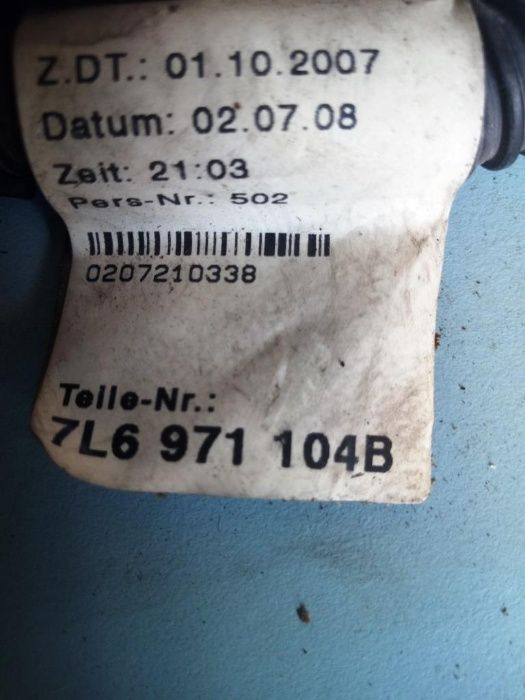 Z.DT.: 01.10.2007
Datum: 02.07.08
Zeit: 21:03
Pers-Nr.: 502
0207210338
Teile-Nr.:
7L6 971 104B